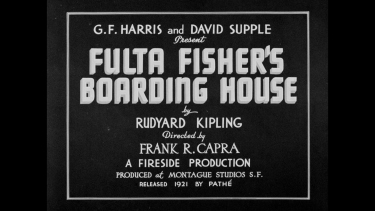 G.F. HARRIS and DAVID SUPPLE
Present
FULTA FISHER'S
BOARDING HOUSE
by
RUDYARD KIPLING
Directed by
FRANK R. CAPRA
A FIRESIDE PRODUCTION
PRODUCED at MONTAGUE STUDIOS S.F.
RELEASED 1921 BY PATHÉ